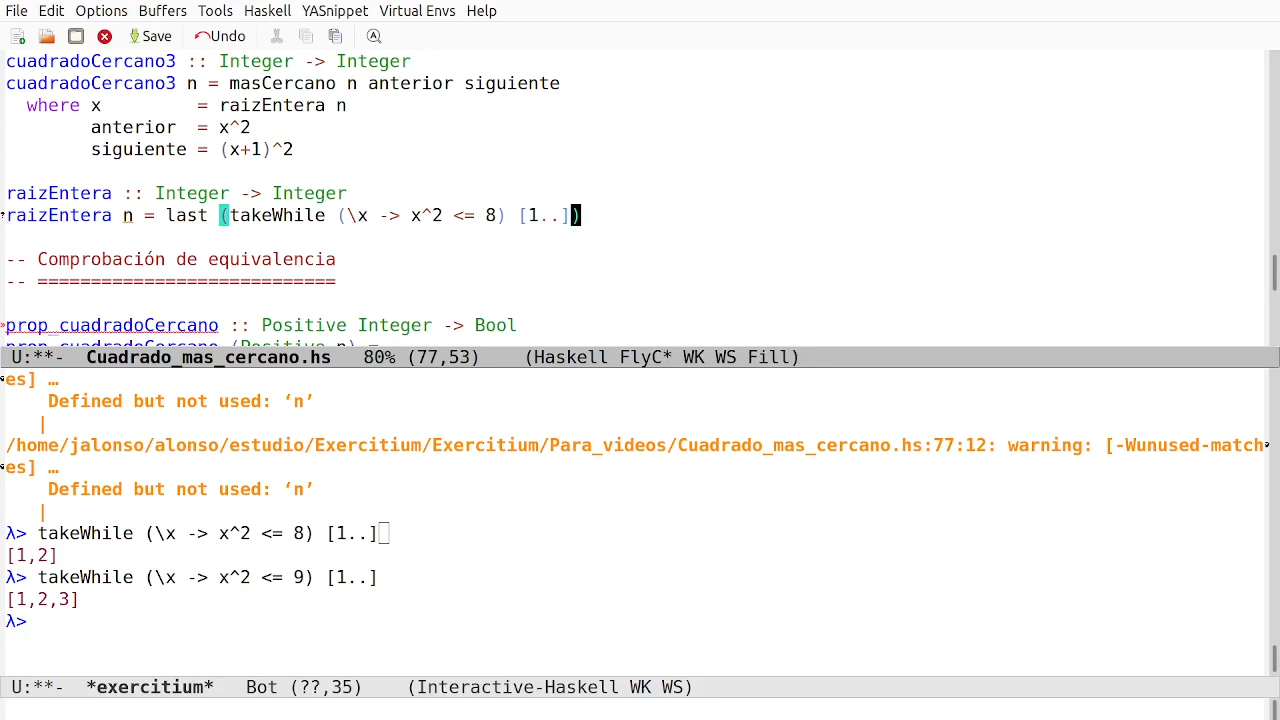 File Edit Options Buffers Tools Haskell YASnippet Virtual Envs Help
Save Undo
cuadradoCercano3 :: Integer -> Integer
cuadradoCercano3 n = masCercano n anterior siguiente
  where x         = raizEntera n
        anterior  = x^2
        siguiente = (x+1)^2
raizEntera :: Integer -> Integer
raizEntera n = last (takeWhile (\x -> x^2 <= 8) [1..])
-- Comprobación de equivalencia
-- ============================
prop_cuadradoCercano :: Positive Integer -> Bool
prop_cuadradoCercano (Positive n) =
U:**-  Cuadrado_mas_cercano.hs   80% (77,53)    (Haskell FlyC* WK WS Fill)
es] …
    Defined but not used: ‘n’
   |
/home/jalonso/alonso/estudio/Exercitium/Exercitium/Para_videos/Cuadrado_mas_cercano.hs:77:12: warning: [-Wunused-match
es] …
    Defined but not used: ‘n’
   |
λ> takeWhile (\x -> x^2 <= 8) [1..]
[1,2]
λ> takeWhile (\x -> x^2 <= 9) [1..]
[1,2,3]
λ>
U:**-  *exercitium*   Bot (??,35)    (Interactive-Haskell WK WS)